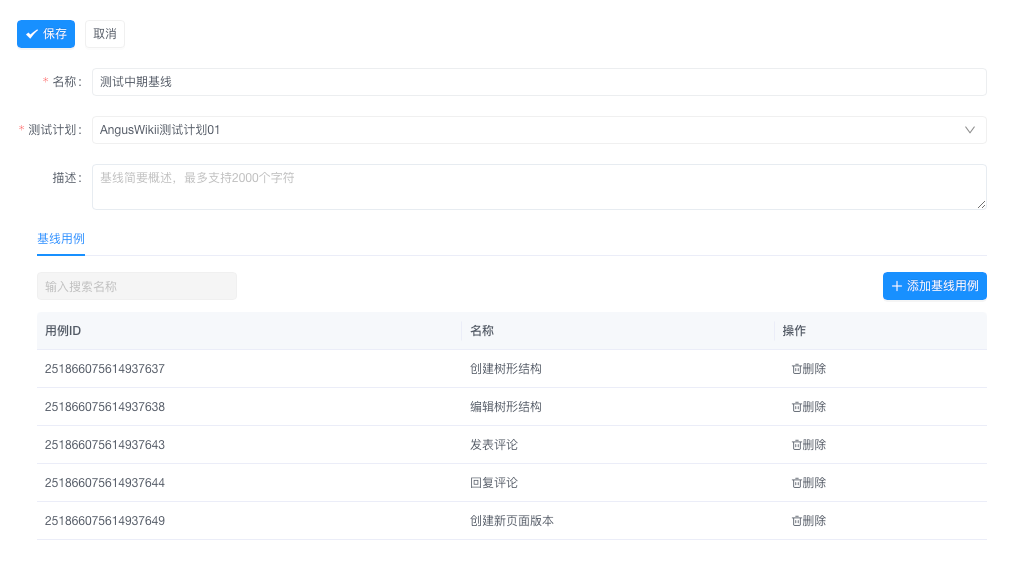 保存 取消
* 名称： 测试中期基线
* 测试计划： AngusWikii测试计划01
描述： 基线简要概述，最多支持2000个字符
基线用例
输入搜索名称 添加基线用例
用例ID 名称 操作
251866075614937637 创建树形结构 删除
251866075614937638 编辑树形结构 删除
251866075614937643 发表评论 删除
251866075614937644 回复评论 删除
251866075614937649 创建新页面版本 删除